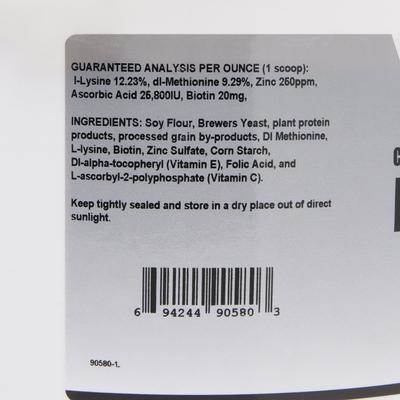 GUARANTEED ANALYSIS PER OUNCE (1 scoop):
l-Lysine 12.23%, dl-Methionine 9.29%, Zinc 250ppm,
Ascorbic Acid 25,800IU, Biotin 20mg,
INGREDIENTS: Soy Flour, Brewers Yeast, plant protein
products, processed grain by-products, Dl Methionine,
L-lysine, Biotin, Zinc Sulfate, Corn Starch,
Dl-alpha-tocopheryl (Vitamin E), Folic Acid, and
L-ascorbyl-2-polyphosphate (Vitamin C).
Keep tightly sealed and store in a dry place out of direct
sunlight.
6 94244 90580 3
90580-1.